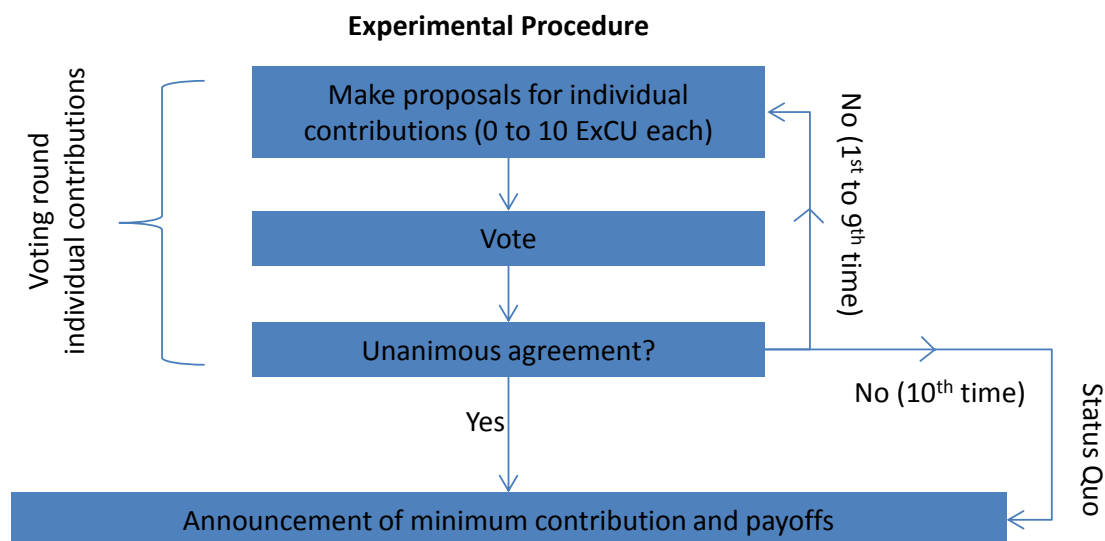 Experimental Procedure
Voting round
individual contributions
Make proposals for individual
contributions (0 to 10 ExCU each)
Vote
Unanimous agreement?
No (1st to 9th time)
No (10th time)
Status Quo
Yes
Announcement of minimum contribution and payoffs